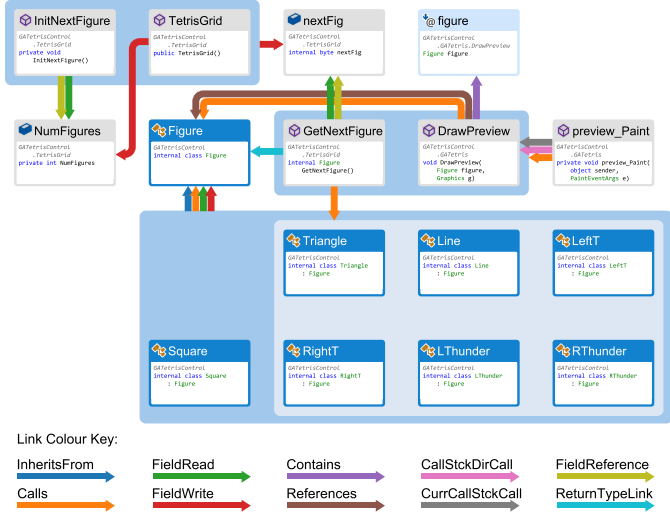 InitNextFigure
GATetrisControl
.TetrisGrid
private void
InitNextFigure()
TetrisGrid
GATetrisControl
.TetrisGrid
public TetrisGrid()
nextFig
GATetrisControl
.TetrisGrid
internal byte nextFig
figure
GATetrisControl
.GATetris.DrawPreview
Figure figure
NumFigures
GATetrisControl
.TetrisGrid
private int NumFigures
Figure
GATetrisControl
internal class Figure
GetNextFigure
GATetrisControl
.TetrisGrid
internal Figure
GetNextFigure()
DrawPreview
GATetrisControl
.GATetris
void DrawPreview(
Figure figure,
Graphics g)
preview_Paint
GATetrisControl
.GATetris
private void preview_Paint(
object sender,
PaintEventArgs e)
Triangle
GATetrisControl
internal class Triangle
: Figure
Line
GATetrisControl
internal class Line
: Figure
LeftT
GATetrisControl
internal class LeftT
: Figure
Square
GATetrisControl
internal class Square
: Figure
RightT
GATetrisControl
internal class RightT
: Figure
LThunder
GATetrisControl
internal class LThunder
: Figure
RThunder
GATetrisControl
internal class RThunder
: Figure
Link Colour Key:
InheritsFrom FieldRead Contains CallStckDirCall FieldReference
Calls FieldWrite References CurrCallStckCall ReturnTypeLink